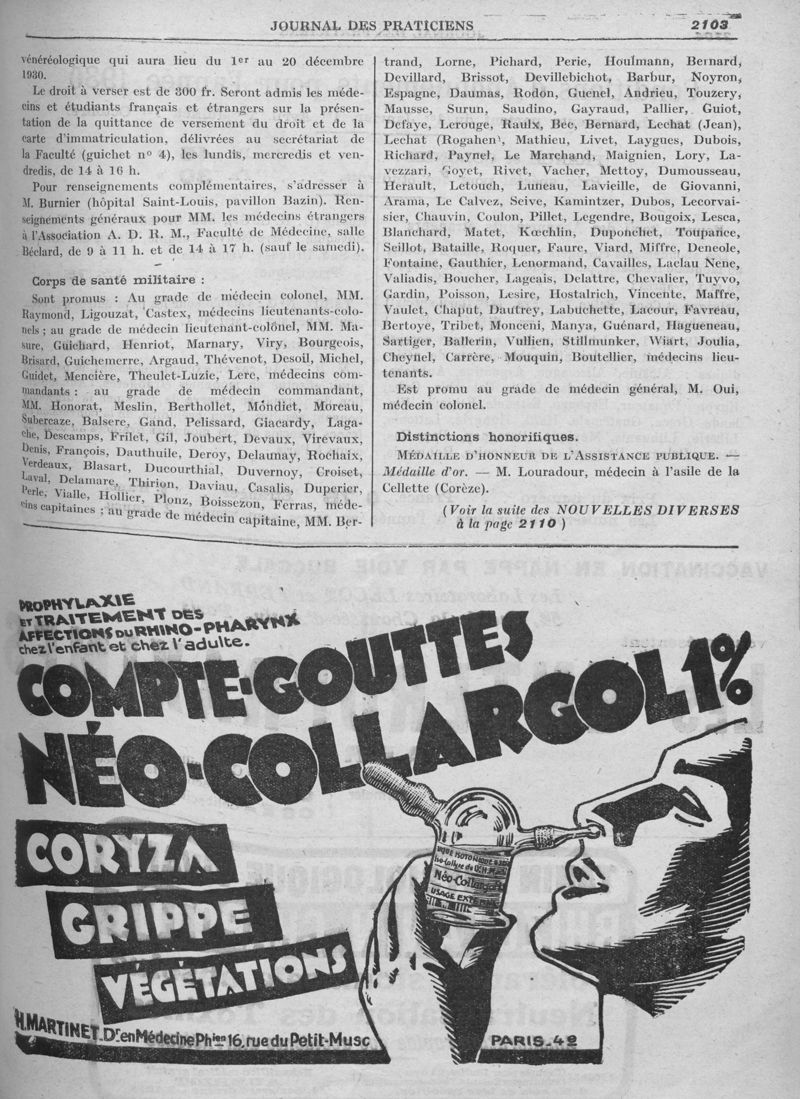 JOURNAL DES PRATICIENS
2103
vénéréologique qui aura lieu du 1er au 20 décembre
1930.
Le droit à verser est de 300 fr. Seront admis les méde-
cins et étudiants français et étrangers sur la présen-
tation de la quittance de versement du droit et de la
carte d'immatriculation, délivrées au secrétariat de
la Faculté (guichet n° 4), les lundis, mercredis et ven-
dredis, de 14 à 16 h.
Pour renseignements complémentaires, s'adresser à
M. Burnier (hôpital Saint-Louis, pavillon Bazin). Ren-
seignements généraux pour MM. les médecins étrangers
à l'Association A. D. R. M., Faculté de Médecine, salle
Béclard, de 9 à 11 h. et de 14 à 17 h. (sauf le samedi).
Corps de santé militaire :
Sont promus : Au grade de médecin colonel, MM.
Raymond, Ligouzat, Castex, médecins lieutenants-colo-
nels ; au grade de médecin lieutenant-colonel, MM. Ma-
sure, Guichard, Henriot, Marnary, Viry, Bourgeois,
Brisard, Guichemerre, Argaud, Thévenot, Desoil, Michel,
Guidet, Mencière, Theulet-Luzie, Lerc, médecins com-
mandants : au grade de médecin commandant,
MM. Honorat, Meslin, Berthollet, Mondiet, Moreau,
Subercaze, Balsere, Gand, Pelissard, Giacardy, Laga-
che, Descamps, Frilet, Gil, Joubert, Devaux, Virevaux,
Denis, François, Dauthuile, Deroy, Delaunay, Rochaix,
Verdeaux, Blasart, Ducourthial, Duvernoy, Croiset,
Laval, Delamare, Thirion, Daviau, Casalis, Duperier,
Perle, Vialle, Hollier, Plonz, Boissezon, Ferras, méde-
cins capitaines ; au grade de médecin capitaine, MM. Ber-
trand, Lorne, Pichard, Perie, Houlmann, Bernard,
Devillard, Brissot, Devillebichot, Barbur, Noyron,
Espagne, Daumas, Rodon, Guenel, Andrieu, Touzery,
Mausse, Surun, Saudino, Gayraud, Pallier, Guiot,
Defaye, Lerouge, Raulx, Bec, Bernard, Lechat (Jean),
Lechat (Rogahen), Mathieu, Livet, Laygues, Dubois,
Richard, Paynel, Le Marchand, Maignien, Lory, La-
vezzari, Goyet, Rivet, Vacher, Mettoy, Dumousseau,
Herault, Letouch, Luneau, Lavieille, de Giovanni,
Arama, Le Calvez, Seive, Kamintzer, Dubos, Lecorvai-
sier, Chauvin, Coulon, Pillet, Legendre, Bougoix, Lesca,
Blanchard, Matet, Kœchlin, Duponchet, Toupance,
Seillot, Bataille, Roquer, Faure, Viard, Miffre, Deneole,
Fontaine, Gauthier, Lenormand, Cavailles, Laclau Nene,
Valiadis, Boucher, Lageais, Delattre, Chevalier, Tuyvo,
Gardin, Poisson, Lesire, Hostalrich, Vincente, Maffre,
Vaulet, Chaput, Dautrey, Labuchette, Lacour, Favreau,
Bertoye, Tribet, Monceni, Manya, Guénard, Hagueneau,
Sartiger, Ballerin, Vullien, Stillmunker, Wiart, Joulia,
Cheynel, Carrère, Mouquin, Boutellier, médecins lieu-
tenants.
Est promu au grade de médecin général, M. Oui,
médecin colonel.
Distinctions honorifiques.
MÉDAILLE D'HONNEUR DE L'ASSISTANCE PUBLIQUE. —
Médaille d'or. — M. Louradour, médecin à l'asile de la
Cellette (Corèze).
(Voir la suite des NOUVELLES DIVERSES
à la page 2110)
PROPHYLAXIE
ET TRAITEMENT DES
AFFECTIONS DU RHINO-PHARYNX
chez l'enfant et chez l'adulte.
COMPTE-GOUTTES
NÉO-COLLARGOL 1%
CORYZA
GRIPPE
VÉGÉTATIONS
Néo-Collargol
USAGE EXTERNE
H. MARTINET. Dr en Médecine Phien 16, rue du Petit-Musc
PARIS_42